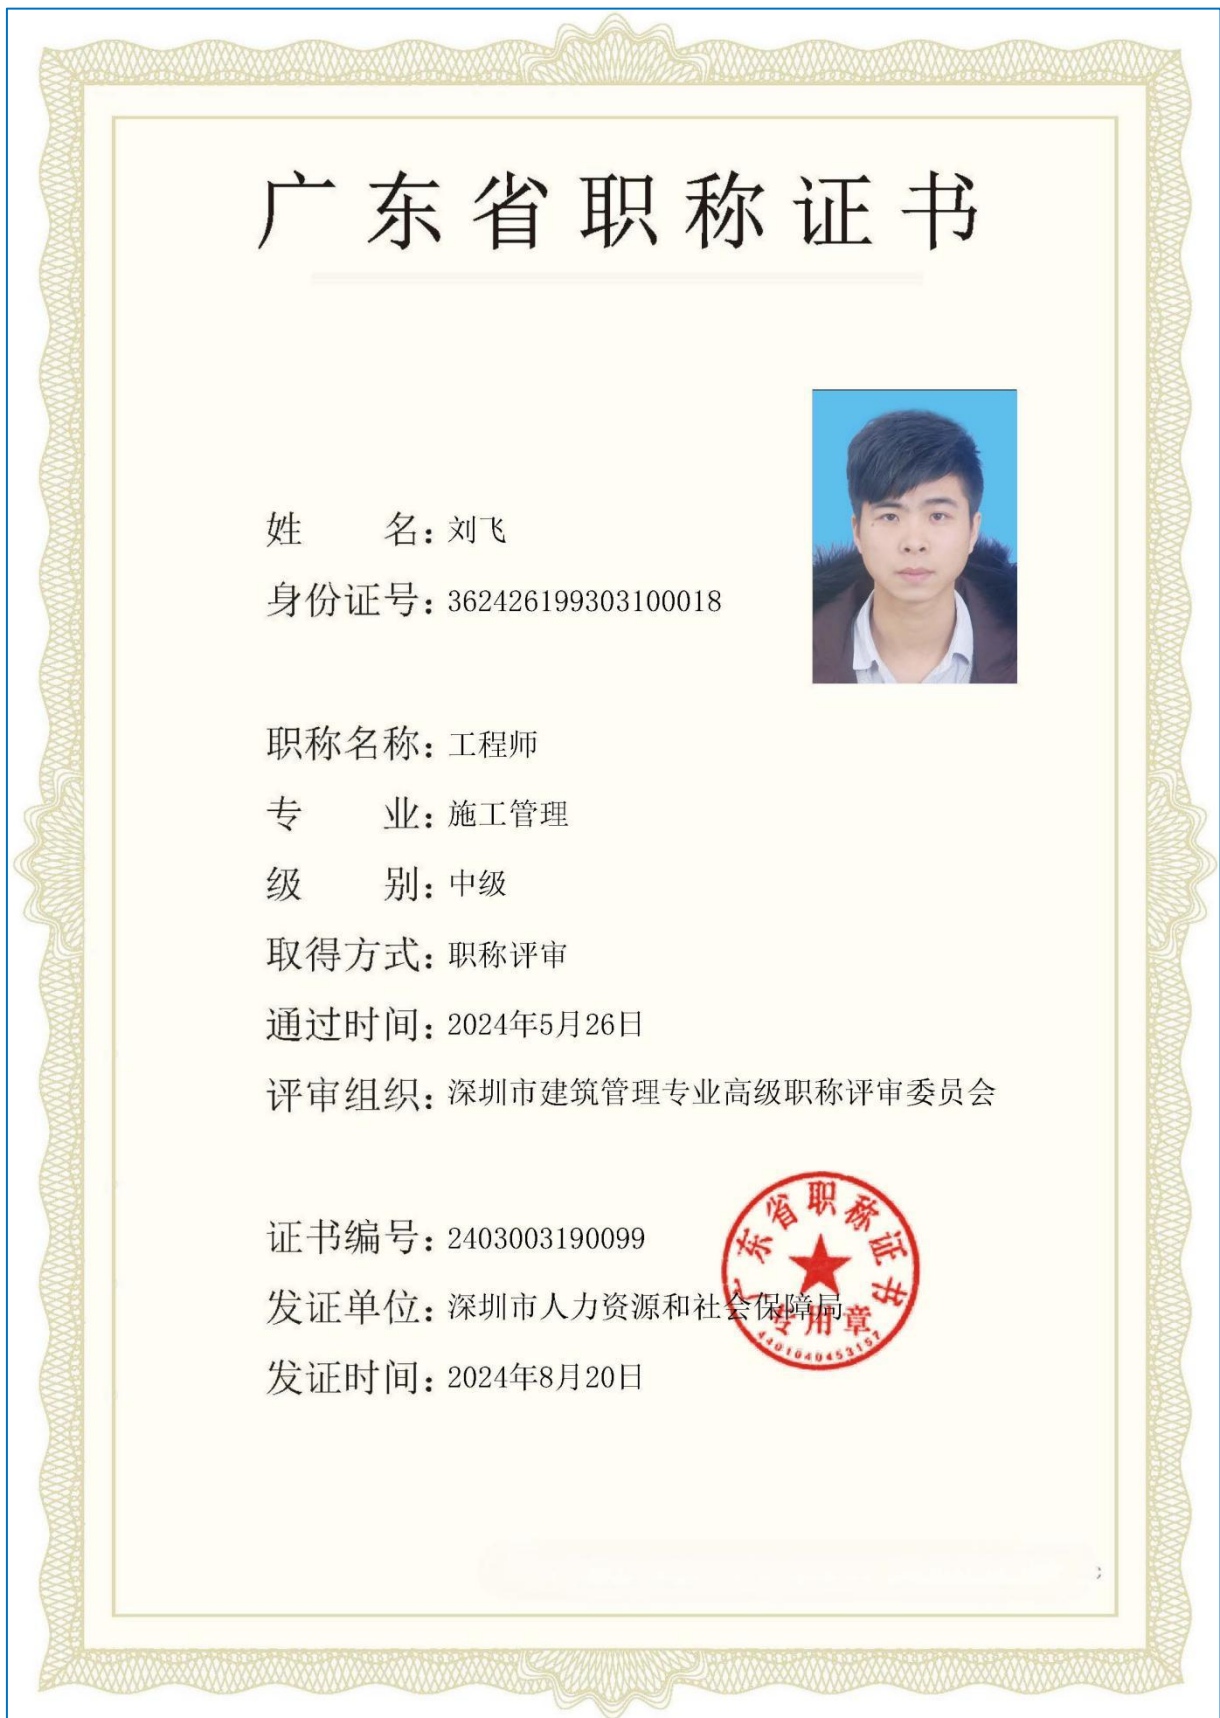 广东省职称证书
姓 名：刘飞
身份证号：362426199303100018
职称名称：工程师
专 业：施工管理
级 别：中级
取得方式：职称评审
通过时间：2024年5月26日
评审组织：深圳市建筑管理专业高级职称评审委员会
证书编号：2403003190099
发证单位：深圳市人力资源和社会保障局
发证时间：2024年8月20日
广东省职称证书
专用章
4401040453157